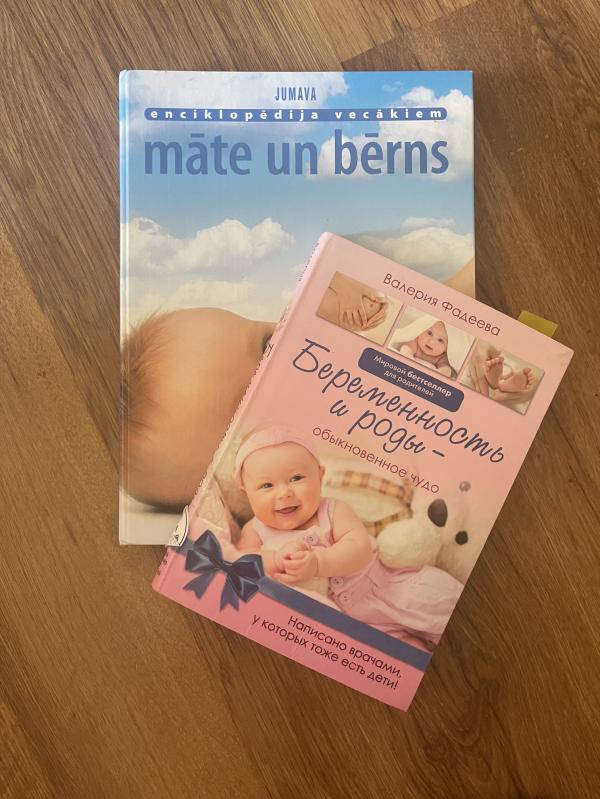 JUMAVA
enciklopēdija vecākiem
māte un bērns
Валерия Фадеева
Мировой бестселлер
для родителей
Беременность
и роды –
обыкновенное чудо
Написано врачами,
у которых тоже есть дети!